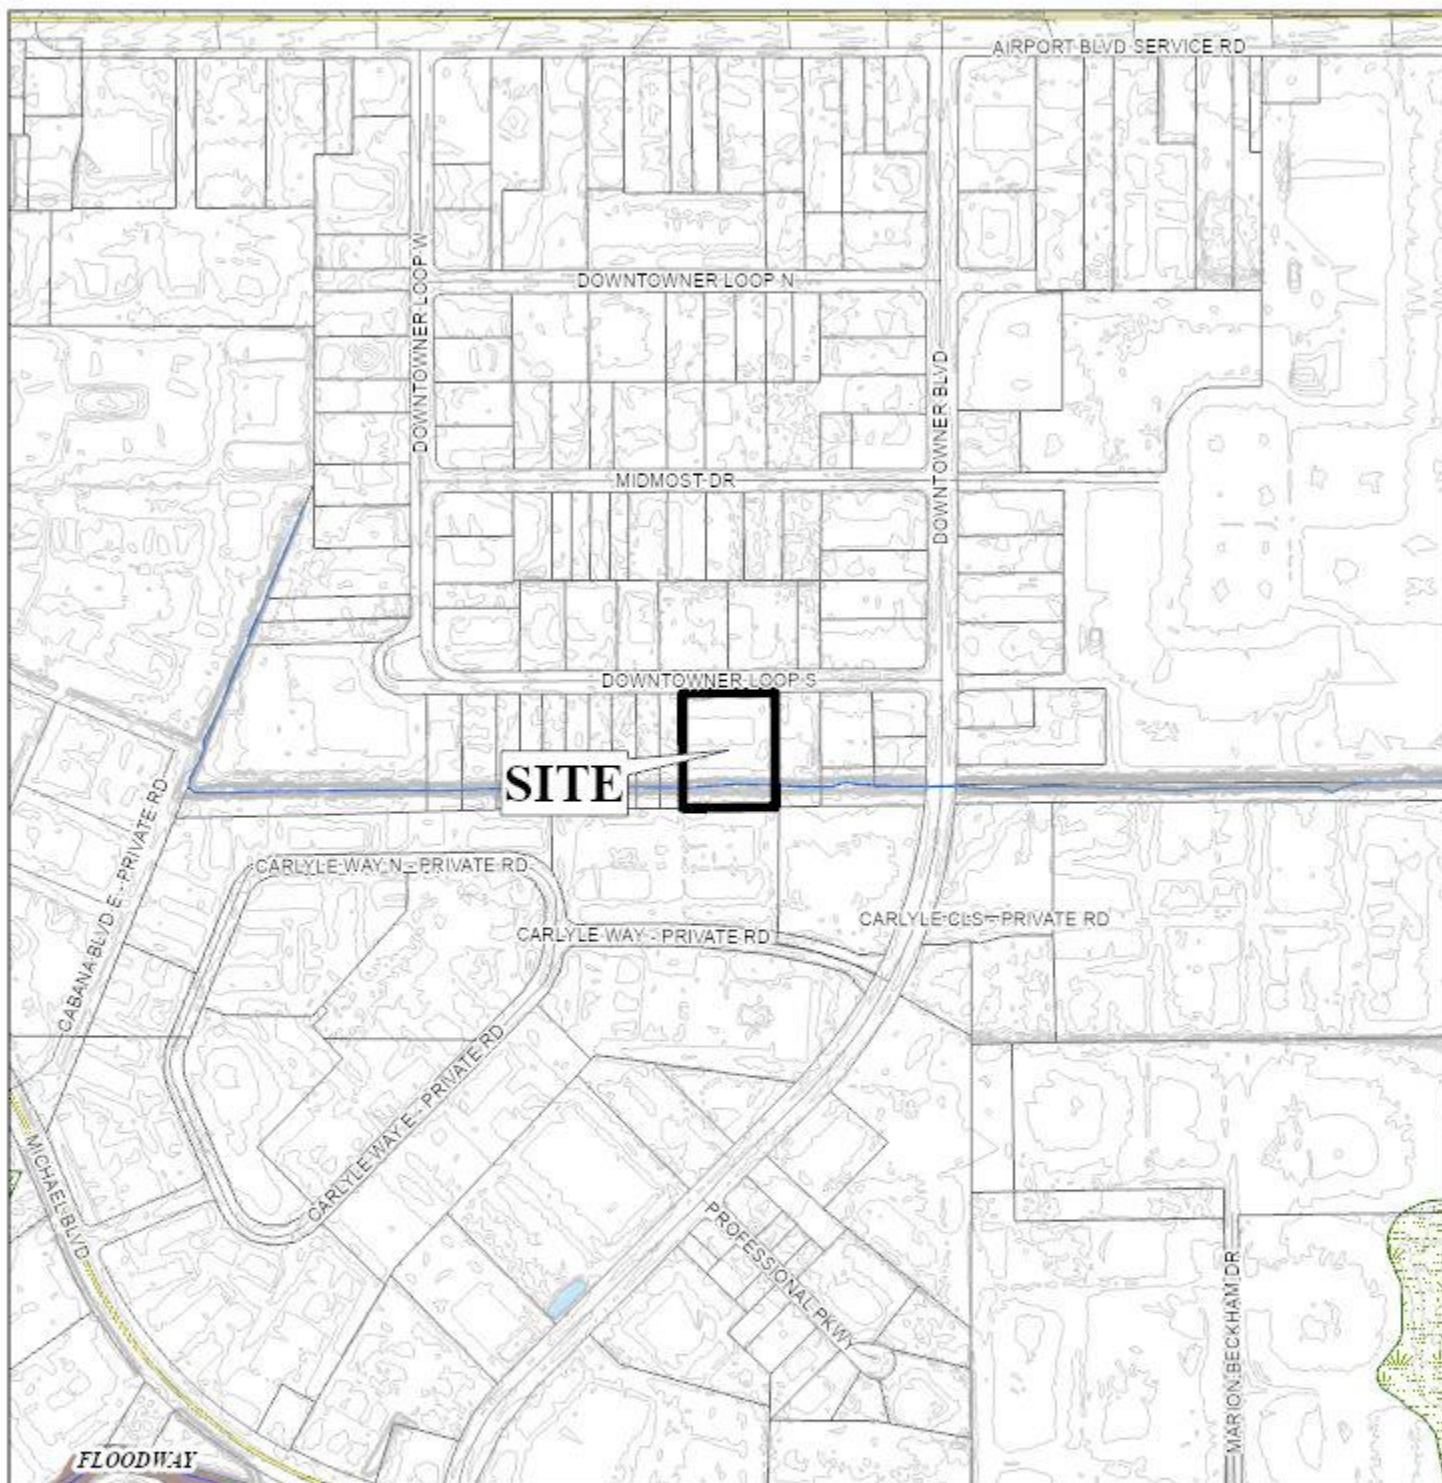 AIRPORT BLVD SERVICE RD
DOWNTOWNER LOOP W
DOWNTOWNER LOOP N
DOWNTOWNER BLVD
MIDMOST DR
DOWNTOWNER LOOP S
SITE
CABANA BLVD E - PRIVATE RD
CARLYLE WAY N - PRIVATE RD
CARLYLE WAY - PRIVATE RD
CARLYLE CLS - PRIVATE RD
CARLYLE WAY E - PRIVATE RD
MICHAEL BLVD
PROFESSIONAL PKWY
MARION BECKHAM DR
FLOODWAY